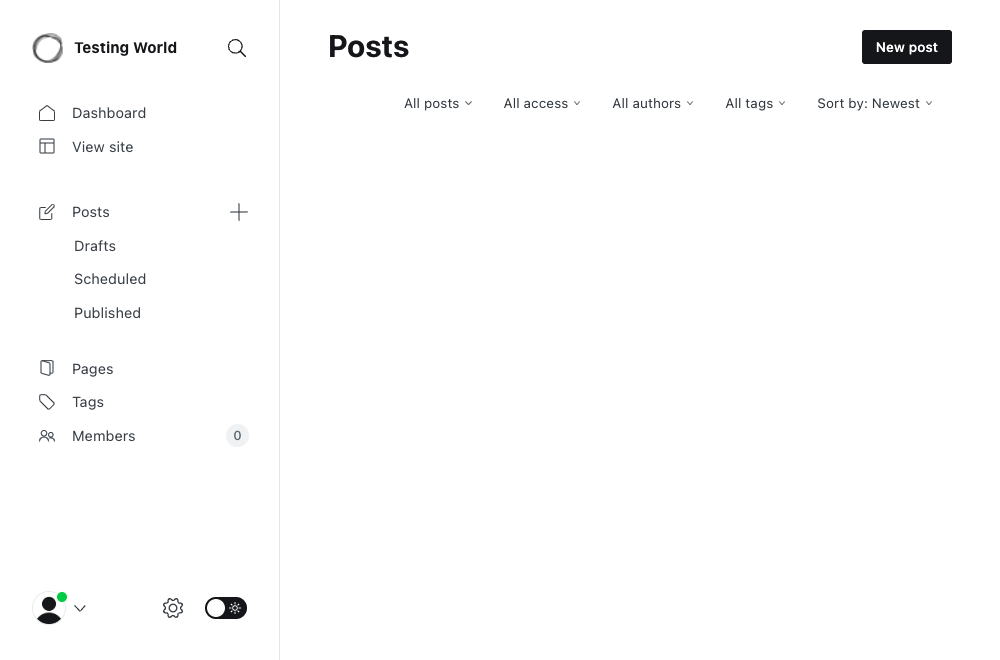 Testing World
Dashboard
View site
Posts
Drafts
Scheduled
Published
Pages
Tags
Members 0
Posts
New post
All posts All access All authors All tags Sort by: Newest